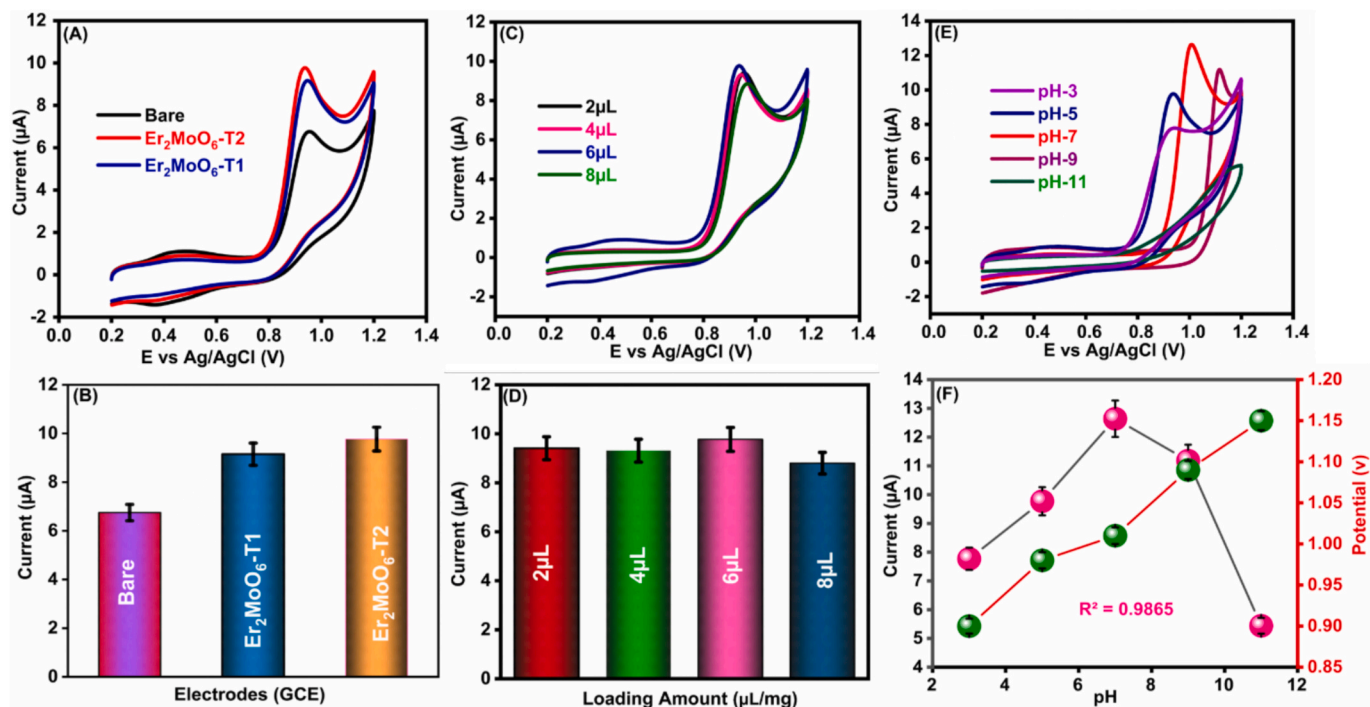 (A)
12
10
8
6
4
2
0
-2
Current (µA)
Bare
Er₂MoO₆-T2
Er₂MoO₆-T1
0.0 0.2 0.4 0.6 0.8 1.0 1.2 1.4
E vs Ag/AgCl (V)
(C)
12
10
8
6
4
2
0
-2
-4
Current (µA)
2µL
4µL
6µL
8µL
0.0 0.2 0.4 0.6 0.8 1.0 1.2 1.4
E vs Ag/AgCl (V)
(E)
14
12
10
8
6
4
2
0
-2
Current (µA)
pH-3
pH-5
pH-7
pH-9
pH-11
0.0 0.2 0.4 0.6 0.8 1.0 1.2 1.4
E vs Ag/AgCl (V)
(B)
12
10
8
6
4
2
0
Current (µA)
Bare
Er₂MoO₆-T1
Er₂MoO₆-T2
Electrodes (GCE)
(D)
12
10
8
6
4
2
0
Current (µA)
2µL
4µL
6µL
8µL
Loading Amount (µL/mg)
(F)
14
13
12
11
10
9
8
7
6
5
4
Current (µA)
R² = 0.9865
1.20
1.15
1.10
1.05
1.00
0.95
0.90
0.85
Potential (v)
2 4 6 8 10 12
pH